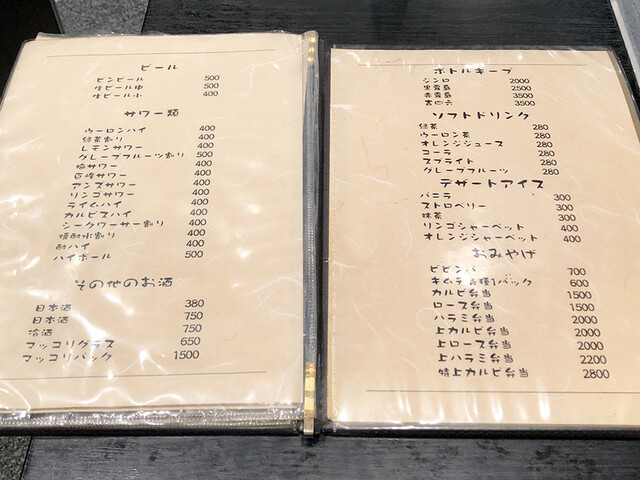 ビール
ビンビール 500
生ビール中 500
生ビール小 400
サワー類
ウーロンハイ 400
緑茶割り 400
レモンサワー 400
グレープフルーツ割り 500
梅サワー 400
巨峰サワー 400
アンズサワー 400
リンゴサワー 400
ライムハイ 400
カルピスハイ 400
シークワーサー割り 400
焼酎水割り 400
酎ハイ 400
ハイボール 500
その他のお酒
日本酒 380
日本酒 750
冷酒 750
マッコリグラス 650
マッコリパック 1500
ボトルキープ
ジンロ 2000
黒霧島 2500
赤霧島 3500
吉四六 3500
ソフトドリンク
緑茶 280
ウーロン茶 280
オレンジジュース 280
コーラ 280
スプライト 280
グレープフルーツ 280
デザートアイス
バニラ 300
ストロベリー 300
抹茶 300
リンゴシャーベット 400
オレンジシャーベット 400
おみやげ
ビビンバ 700
キムチ各種1パック 600
カルビ弁当 1500
ロース弁当 1500
ハラミ弁当 2000
上カルビ弁当 2000
上ロース弁当 2000
上ハラミ弁当 2200
特上カルビ弁当 2800